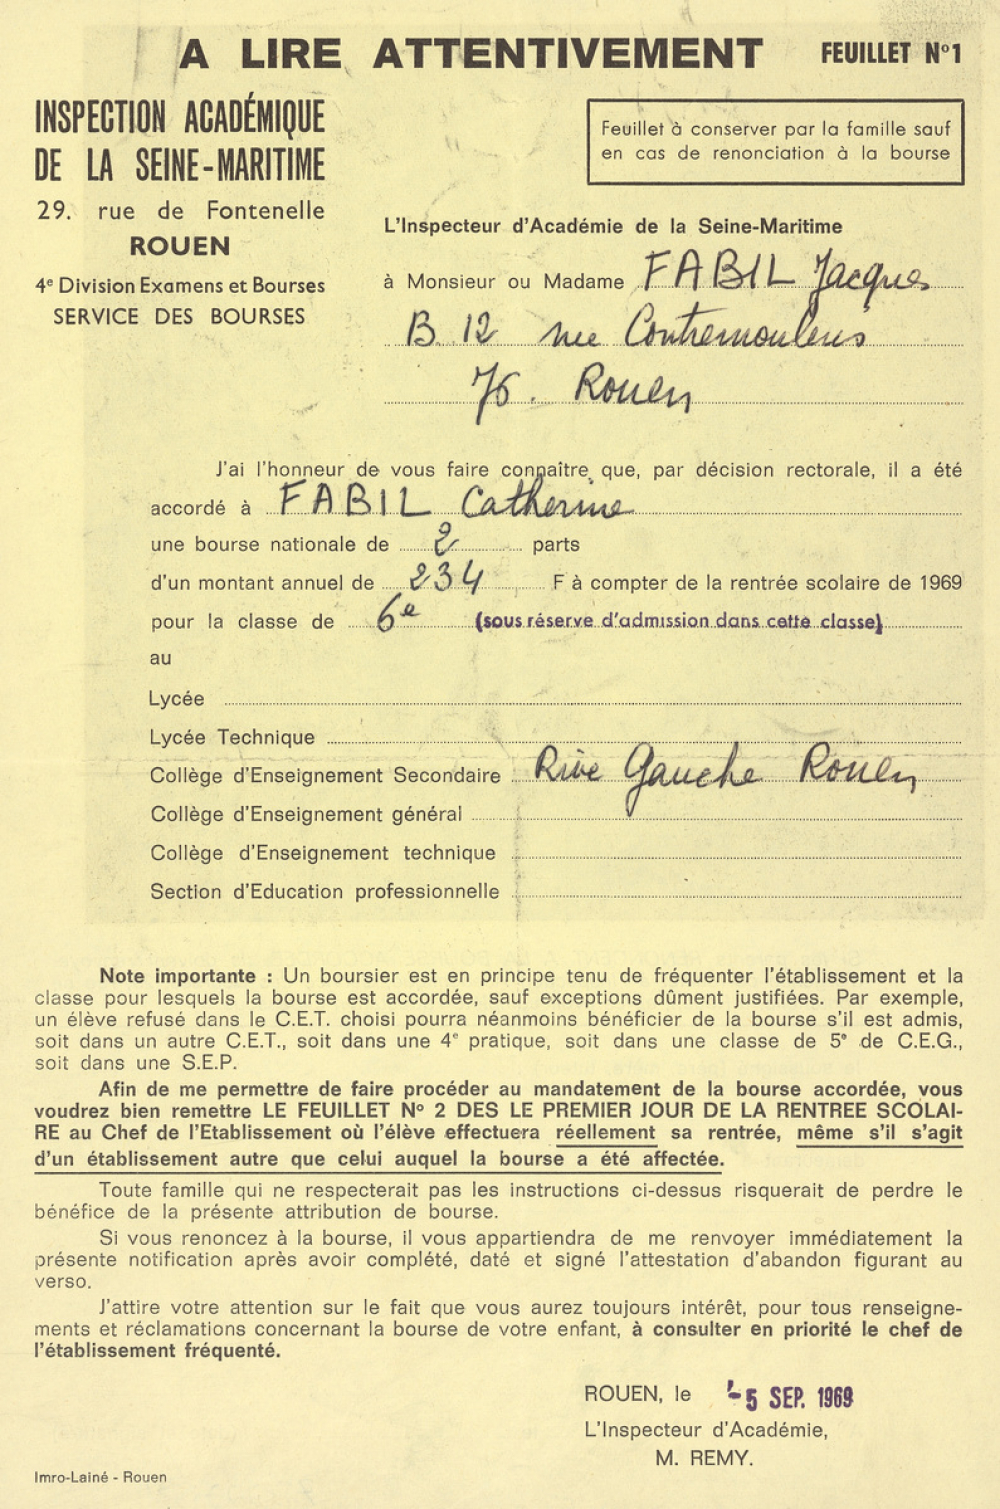 A LIRE ATTENTIVEMENT
FEUILLET Nº1
INSPECTION ACADÉMIQUE
DE LA SEINE-MARITIME
29. rue de Fontenelle
ROUEN
4e Division Examens et Bourses
SERVICE DES BOURSES
Feuillet à conserver par la famille sauf
en cas de renonciation à la bourse
L'Inspecteur d'Académie de la Seine-Maritime
à Monsieur ou Madame FABIL Jacques
B 12 rue Contremoulins
76. Rouen
J'ai l'honneur de vous faire connaître que, par décision rectorale, il a été
accordé à FABIL Catherine
une bourse nationale de 2 parts
d'un montant annuel de 234 F à compter de la rentrée scolaire de 1969
pour la classe de 6e (sous réserve d'admission dans cette classe)
au
Lycée
Lycée Technique
Collège d'Enseignement Secondaire Rive Gauche Rouen
Collège d'Enseignement général
Collège d'Enseignement technique
Section d'Education professionnelle
Note importante : Un boursier est en principe tenu de fréquenter l'établissement et la
classe pour lesquels la bourse est accordée, sauf exceptions dûment justifiées. Par exemple,
un élève refusé dans le C.E.T. choisi pourra néanmoins bénéficier de la bourse s'il est admis,
soit dans un autre C.E.T., soit dans une 4e pratique, soit dans une classe de 5e de C.E.G.,
soit dans une S.E.P.
Afin de me permettre de faire procéder au mandatement de la bourse accordée, vous
voudrez bien remettre LE FEUILLET Nº 2 DES LE PREMIER JOUR DE LA RENTREE SCOLAI-
RE au Chef de l'Etablissement où l'élève effectuera réellement sa rentrée, même s'il s'agit
d'un établissement autre que celui auquel la bourse a été affectée.
Toute famille qui ne respecterait pas les instructions ci-dessus risquerait de perdre le
bénéfice de la présente attribution de bourse.
Si vous renoncez à la bourse, il vous appartiendra de me renvoyer immédiatement la
présente notification après avoir complété, daté et signé l'attestation d'abandon figurant au
verso.
J'attire votre attention sur le fait que vous aurez toujours intérêt, pour tous renseigne-
ments et réclamations concernant la bourse de votre enfant, à consulter en priorité le chef de
l'établissement fréquenté.
ROUEN, le - 5 SEP. 1969
L'Inspecteur d'Académie,
M. REMY.
Imro-Lainé - Rouen